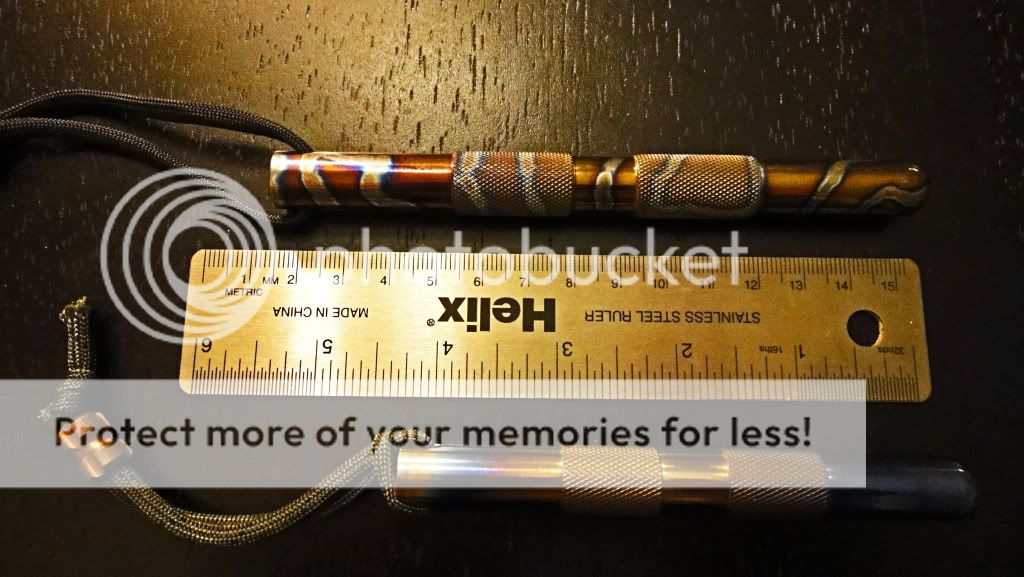 photobucket
1 MM 2 3 4 5 6 7 8 9 10 11 12 13 14 15
METRIC
MADE IN CHINA
Helix®
STAINLESS STEEL RULER
6 5 4 3 2 16ths 1 32nds
Protect more of your memories for less!